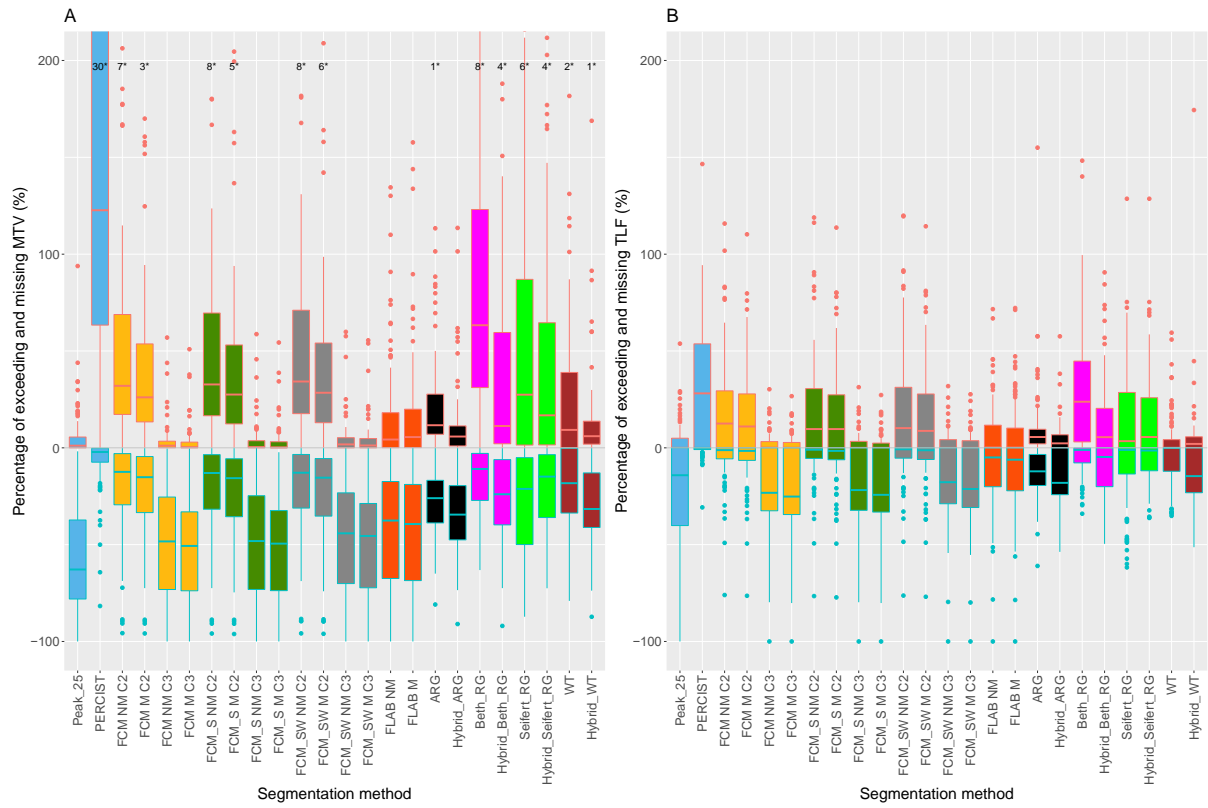 A
B
Percentage of exceeding and missing MTV (%)
200
100
0
−100
30*
7*
3*
8*
5*
8*
6*
1*
8*
4*
6*
4*
2*
1*
Peak_25
PERCIST
FCM NM C2
FCM M C2
FCM NM C3
FCM M C3
FCM_S NM C2
FCM_S M C2
FCM_S NM C3
FCM_S M C3
FCM_SW NM C2
FCM_SW M C2
FCM_SW NM C3
FCM_SW M C3
FLAB NM
FLAB M
ARG
Hybrid_ARG
Beth_RG
Hybrid_Beth_RG
Seifert_RG
Hybrid_Seifert_RG
WT
Hybrid_WT
Segmentation method
Percentage of exceeding and missing TLF (%)
200
100
0
−100
Peak_25
PERCIST
FCM NM C2
FCM M C2
FCM NM C3
FCM M C3
FCM_S NM C2
FCM_S M C2
FCM_S NM C3
FCM_S M C3
FCM_SW NM C2
FCM_SW M C2
FCM_SW NM C3
FCM_SW M C3
FLAB NM
FLAB M
ARG
Hybrid_ARG
Beth_RG
Hybrid_Beth_RG
Seifert_RG
Hybrid_Seifert_RG
WT
Hybrid_WT
Segmentation method